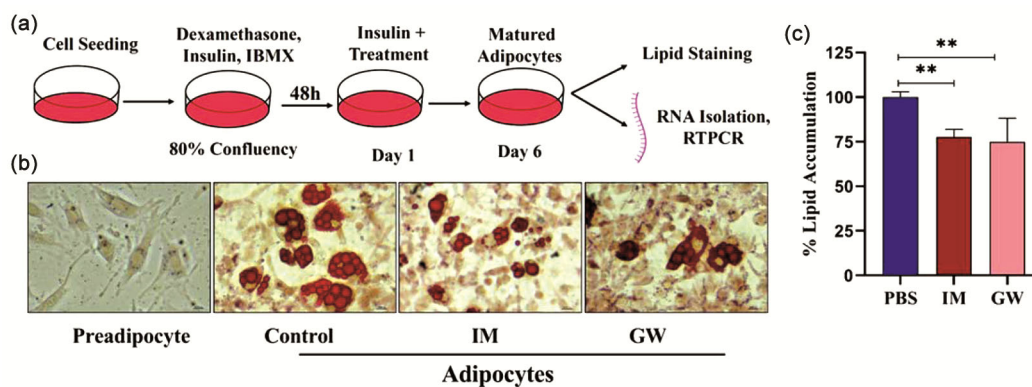 (a)
Cell Seeding
Dexamethasone,
Insulin, IBMX
80% Confluency
48h
Insulin +
Treatment
Day 1
Matured
Adipocytes
Day 6
Lipid Staining
RNA Isolation,
RTPCR
(b)
Preadipocyte
Control
IM
GW
Adipocytes
(c)
% Lipid Accumulation
125
100
75
50
25
0
**
**
PBS
IM
GW